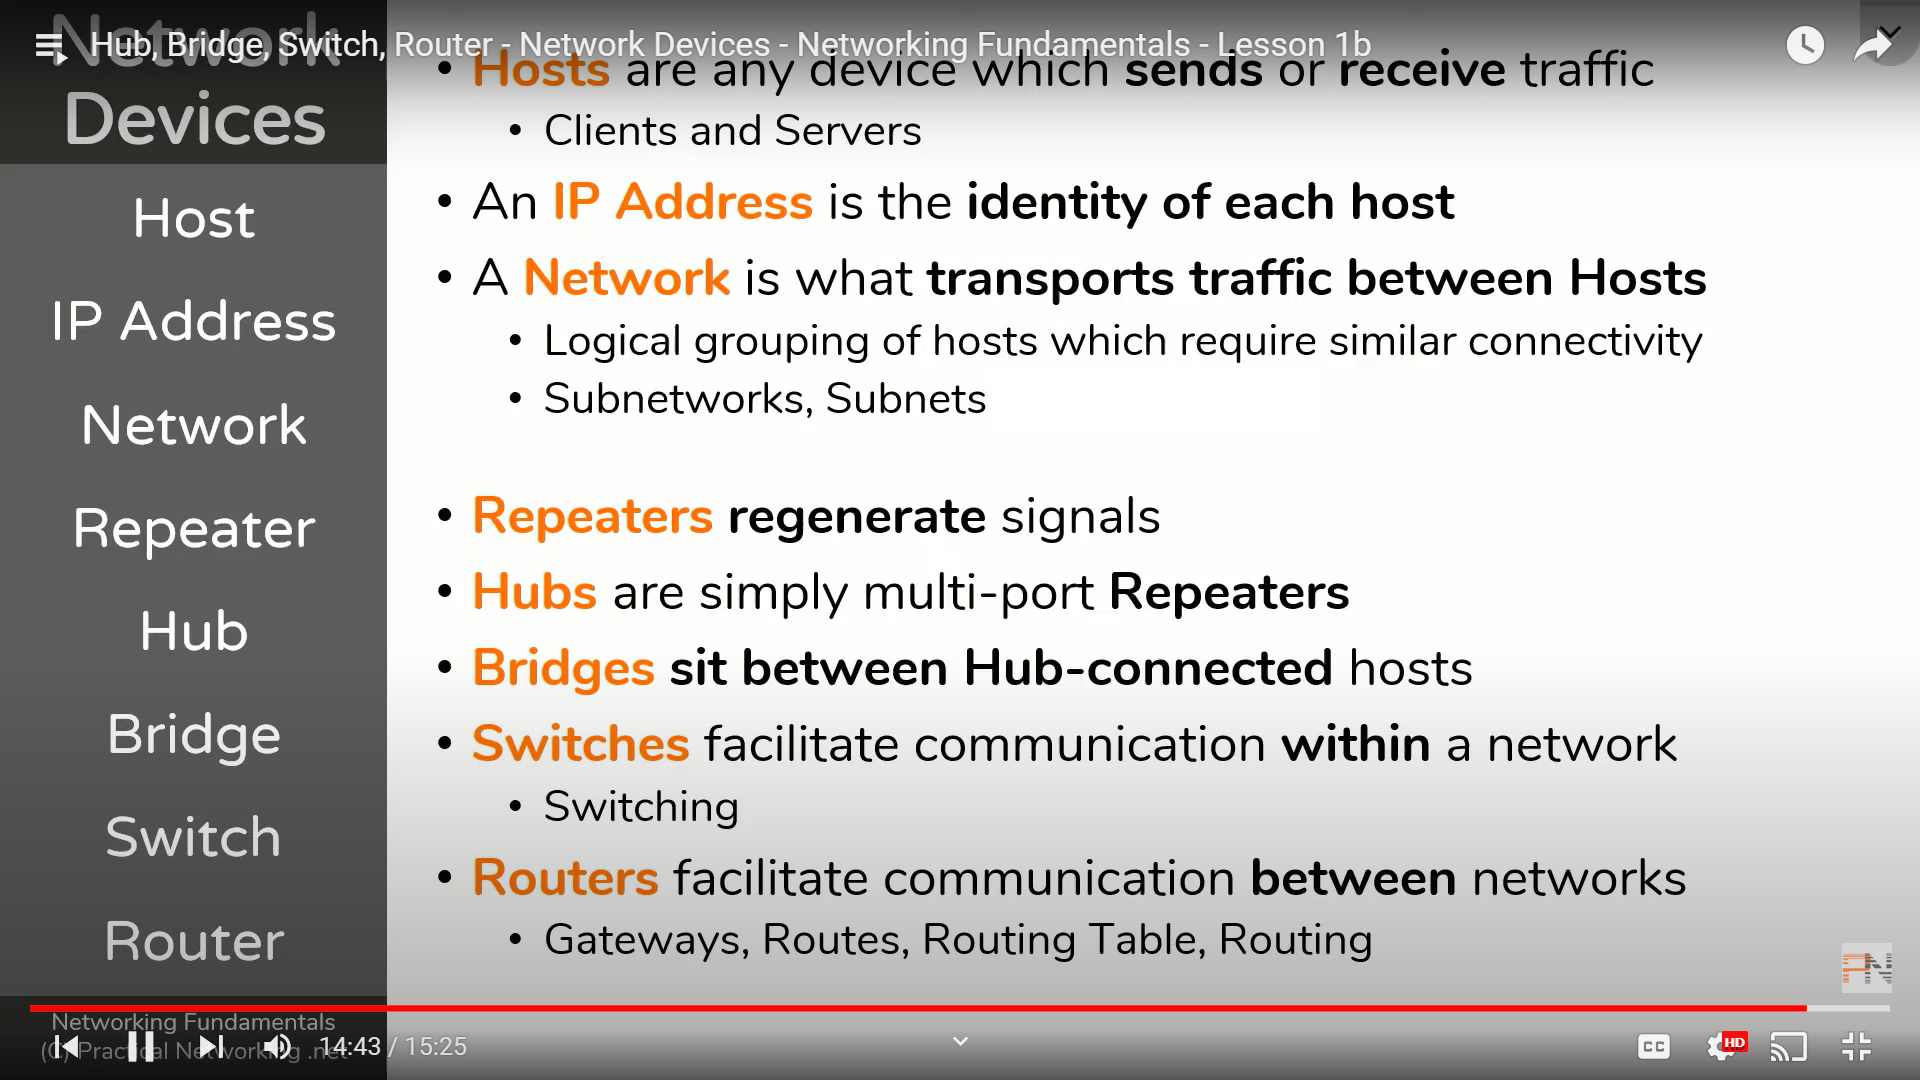 Hub, Bridge, Switch, Router - Network Devices - Networking Fundamentals - Lesson 1b
Network
Devices
Host
IP Address
Network
Repeater
Hub
Bridge
Switch
Router
Networking Fundamentals
(C) Practical Networking .net
• Hosts are any device which sends or receive traffic
• Clients and Servers
• An IP Address is the identity of each host
• A Network is what transports traffic between Hosts
• Logical grouping of hosts which require similar connectivity
• Subnetworks, Subnets
• Repeaters regenerate signals
• Hubs are simply multi-port Repeaters
• Bridges sit between Hub-connected hosts
• Switches facilitate communication within a network
• Switching
• Routers facilitate communication between networks
• Gateways, Routes, Routing Table, Routing
PN
14:43 / 15:25
CC
HD